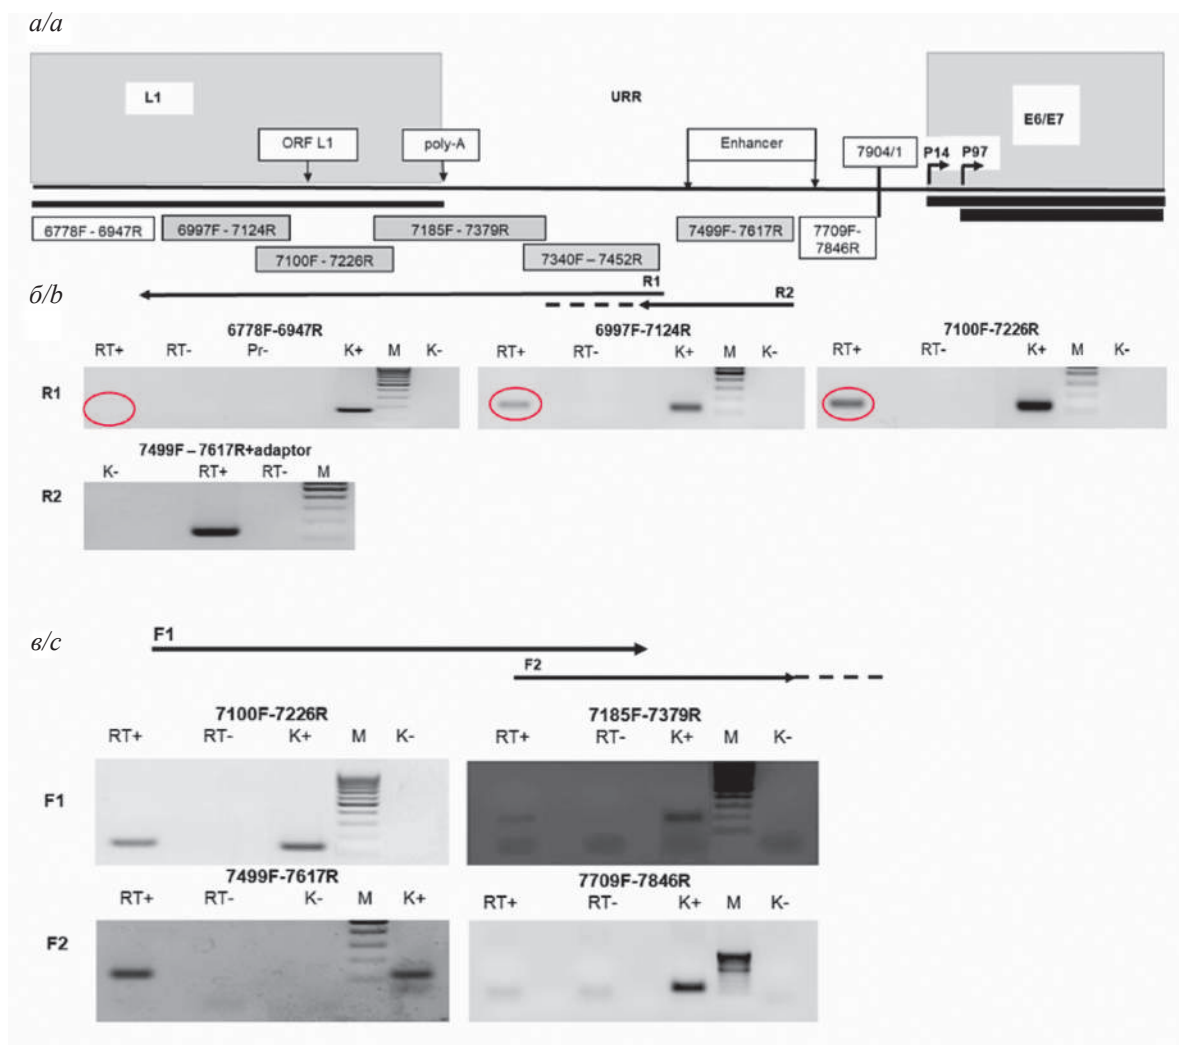 а/a
L1
URR
E6/E7
ORF L1
poly-A
Enhancer
7904/1
P14
P97
6778F - 6947R
6997F - 7124R
7185F - 7379R
7499F- 7617R
7709F-
7846R
7100F - 7226R
7340F – 7452R
б/b
R1
R2
6778F-6947R
6997F-7124R
7100F-7226R
RT+ RT- Pr- K+ M K-
RT+ RT- K+ M K-
RT+ RT- K+ M K-
R1
7499F – 7617R+adaptor
K- RT+ RT- M
R2
в/c
F1
F2
7100F-7226R
7185F-7379R
RT+ RT- K+ M K-
RT+ RT- K+ M K-
F1
7499F-7617R
7709F-7846R
RT+ RT- K- M K+
RT+ RT- K+ M K-
F2